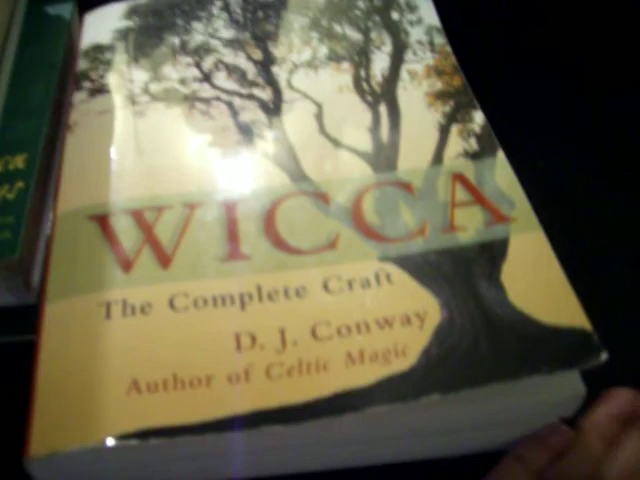 WICCA
The Complete Craft
D. J. Conway
Author of Celtic Magic